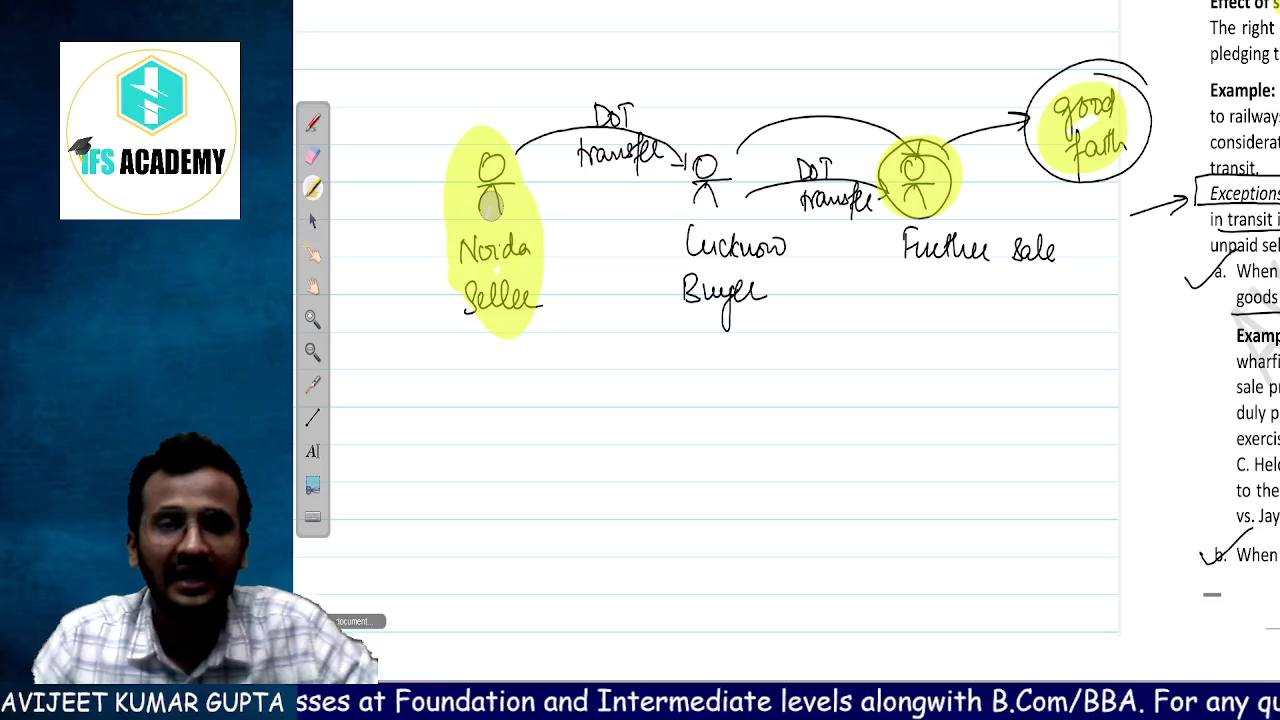 IFS ACADEMY
DOT
transfer
DOT
transfer
good
faith
Noida
Seller
Lucknow
Buyer
Further sale
Effect of s
The right
pledging t
Example:
to railways
considerat
transit.
Exceptions
in transit i
unpaid sel
a. When
goods
Examp
wharfi
sale pr
duly p
exercis
C. Held
to the
vs. Jay
b. When
document...
AVIJEET KUMAR GUPTA sses at Foundation and Intermediate levels alongwith B.Com/BBA. For any qu